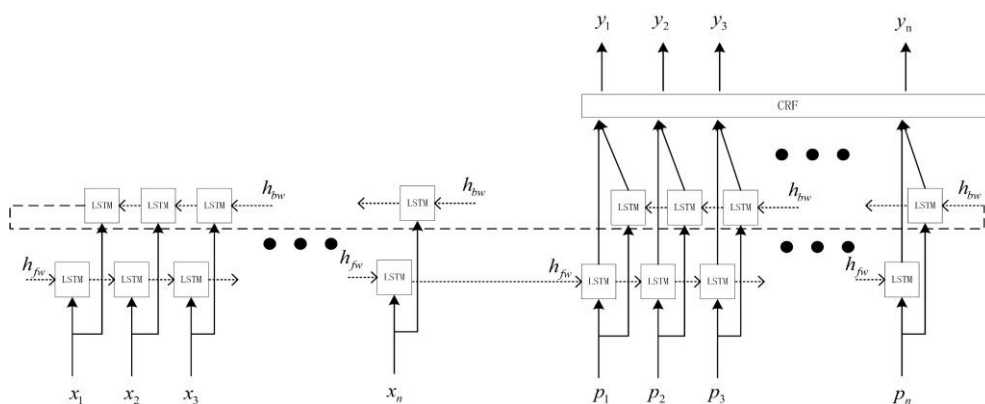 y₁ y₂ y₃ yₙ
CRF
LSTM LSTM LSTM h_bw LSTM h_bw LSTM LSTM LSTM h_bw LSTM h_bw
h_fw LSTM LSTM LSTM h_fw LSTM h_fw LSTM LSTM LSTM h_fw LSTM
x₁ x₂ x₃ xₙ p₁ p₂ p₃ pₙ